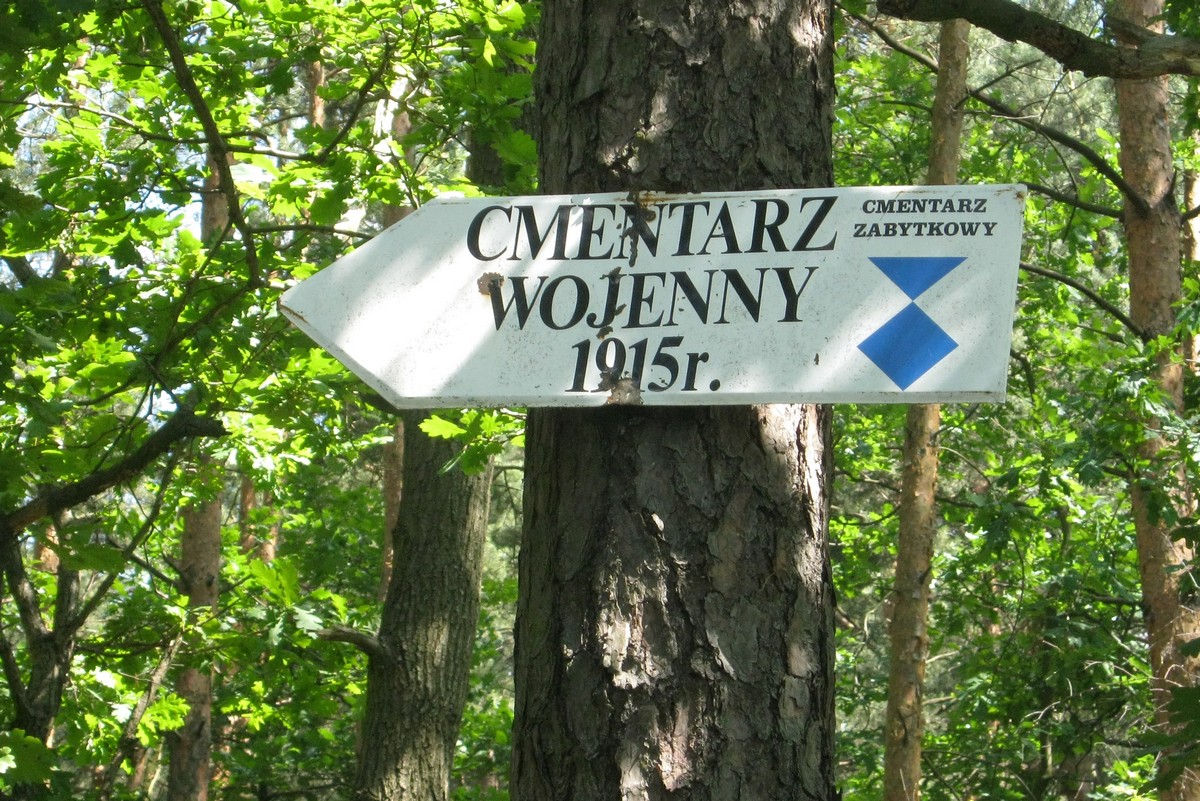 CMENTARZ
WOJENNY
1915r.
CMENTARZ
ZABYTKOWY